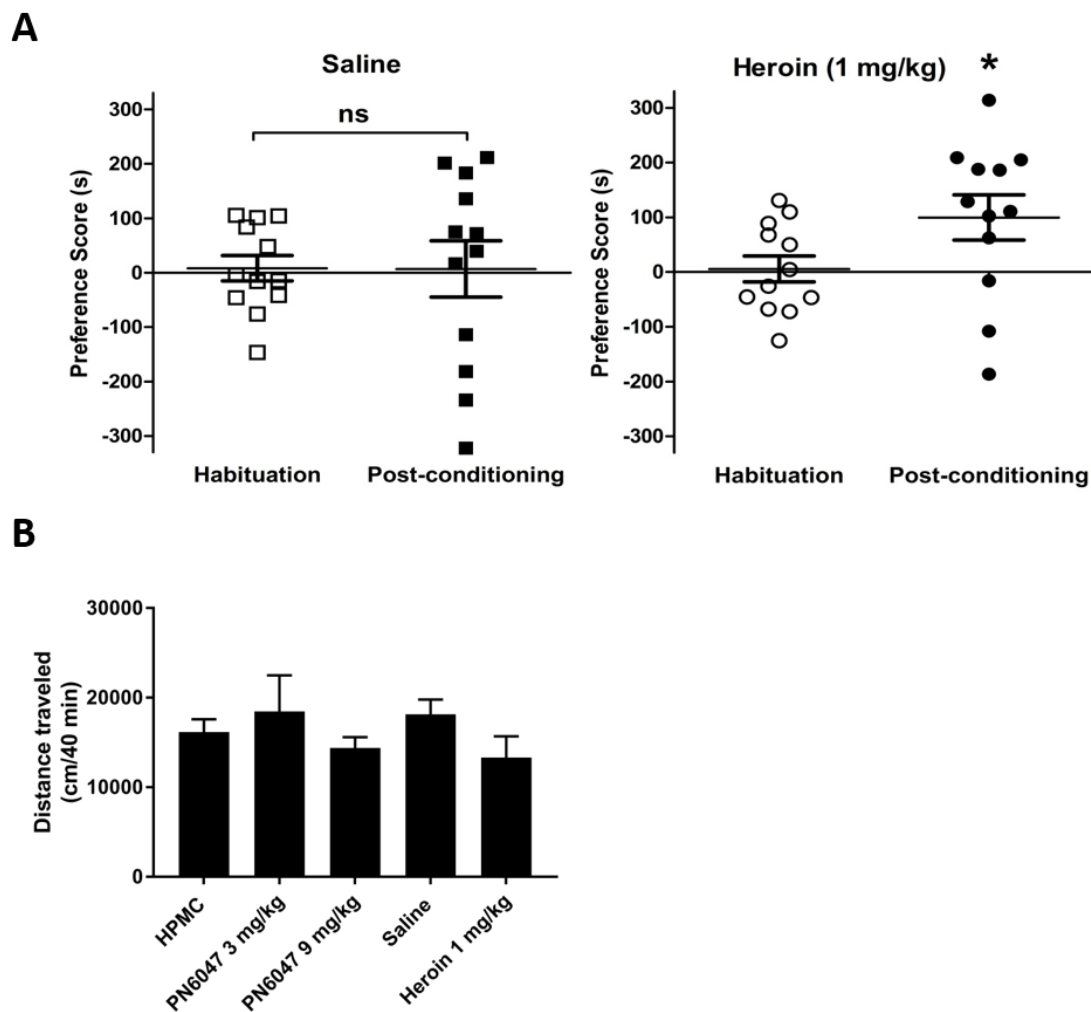 A
Saline
ns
300
200
100
0
-100
-200
-300
Preference Score (s)
Habituation
Post-conditioning
Heroin (1 mg/kg)
*
300
200
100
0
-100
-200
-300
Preference Score (s)
Habituation
Post-conditioning
B
30000
20000
10000
0
Distance traveled
(cm/40 min)
HPMC
PN6047 3 mg/kg
PN6047 9 mg/kg
Saline
Heroin 1 mg/kg